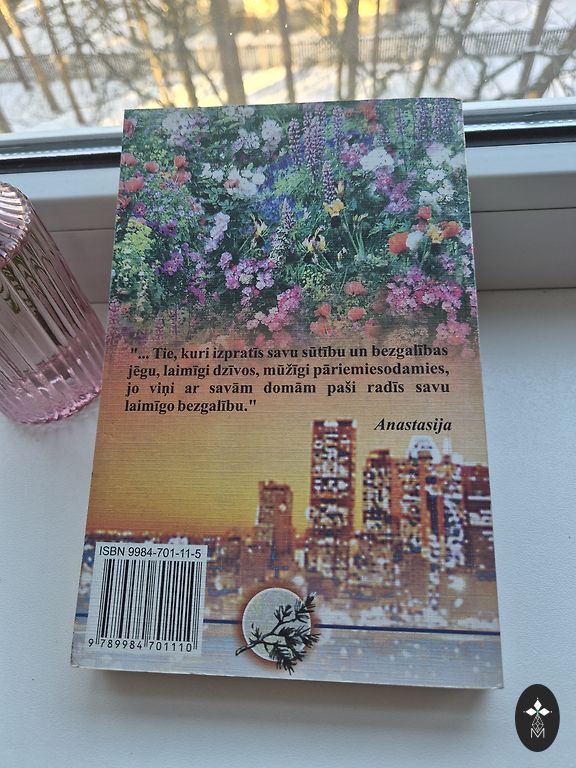 "... Tie, kuri izpratīs savu sūtību un bezgalības
jēgu, laimīgi dzīvos, mūžīgi pāriemiesodamies,
jo viņi ar savām domām paši radīs savu
laimīgo bezgalību."
Anastasija
ISBN 9984-701-11-5
9 789984 701110
M